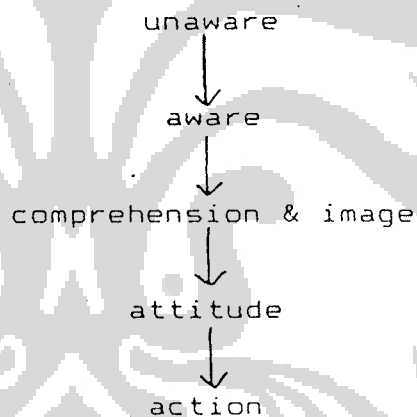 unaware
aware
comprehension & image
attitude
action